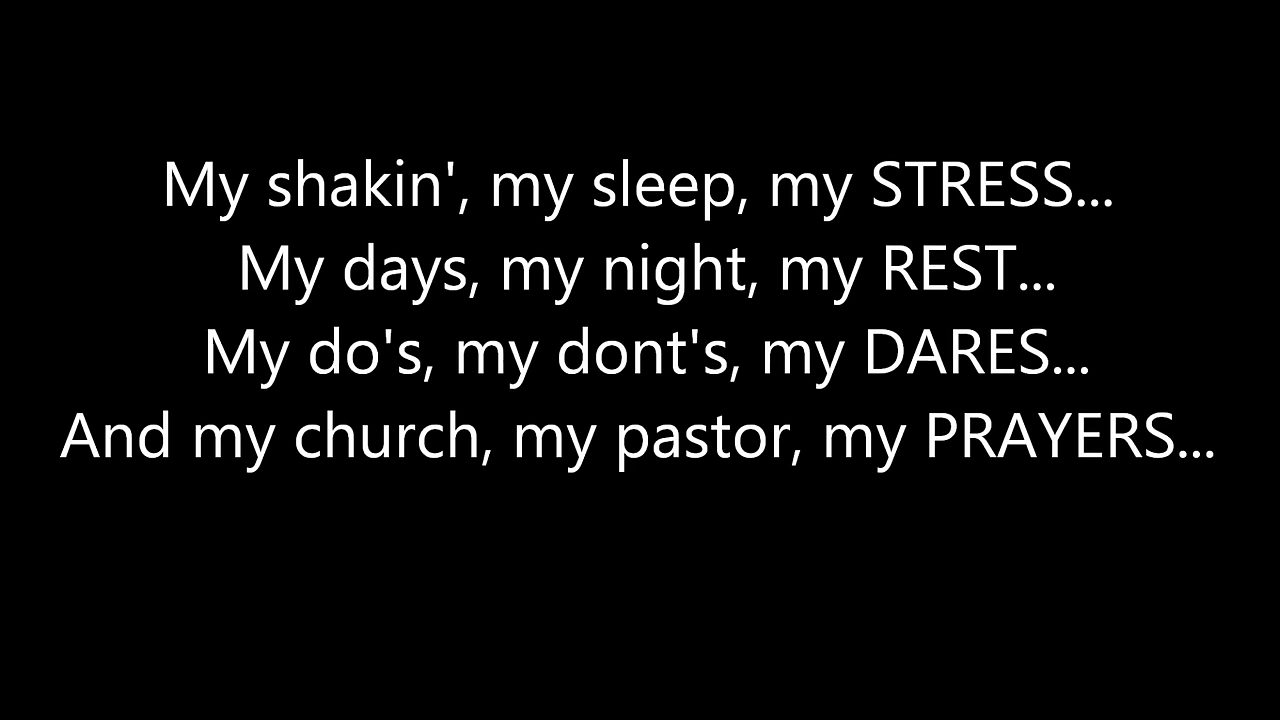 My shakin', my sleep, my STRESS...
My days, my night, my REST...
My do's, my dont's, my DARES...
And my church, my pastor, my PRAYERS...